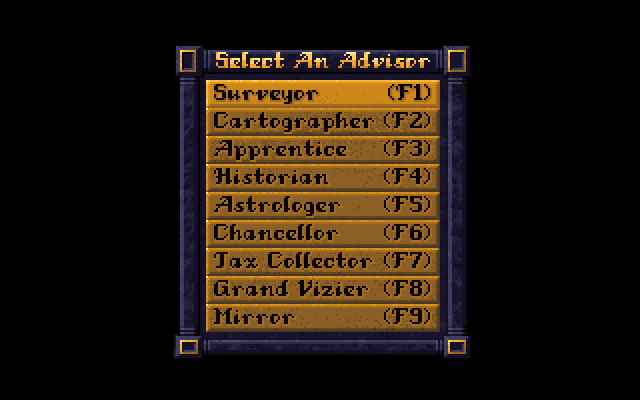 Select An Advisor
Surveyor (F1)
Cartographer (F2)
Apprentice (F3)
Historian (F4)
Astrologer (F5)
Chancellor (F6)
Tax Collector (F7)
Grand Vizier (F8)
Mirror (F9)